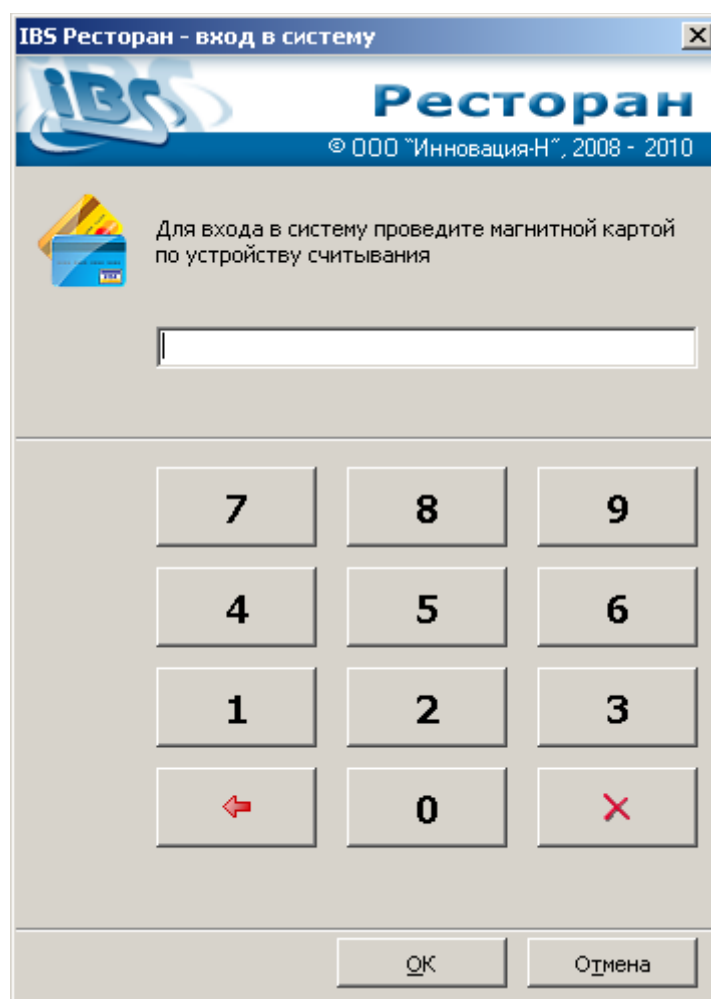 IBS Ресторан - вход в систему
iBS
Ресторан
© ООО "Инновация-Н", 2008 - 2010
Для входа в систему проведите магнитной картой
по устройству считывания
7 8 9
4 5 6
1 2 3
0
ОК Отмена